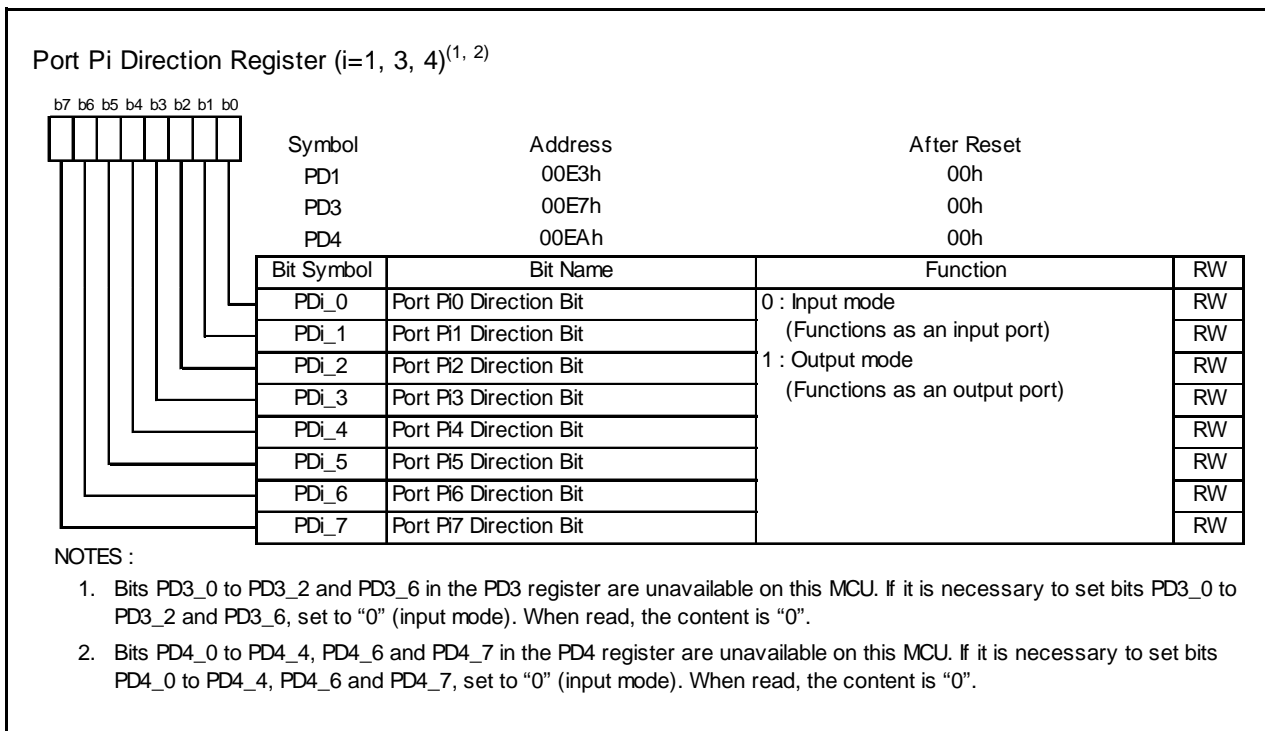 Port Pi Direction Register (i=1, 3, 4)(1, 2)
b7 b6 b5 b4 b3 b2 b1 b0
Symbol Address After Reset
PD1 00E3h 00h
PD3 00E7h 00h
PD4 00EAh 00h
Bit Symbol Bit Name Function RW
PDi_0 Port Pi0 Direction Bit 0 : Input mode RW
PDi_1 Port Pi1 Direction Bit (Functions as an input port) RW
PDi_2 Port Pi2 Direction Bit 1 : Output mode RW
PDi_3 Port Pi3 Direction Bit (Functions as an output port) RW
PDi_4 Port Pi4 Direction Bit RW
PDi_5 Port Pi5 Direction Bit RW
PDi_6 Port Pi6 Direction Bit RW
PDi_7 Port Pi7 Direction Bit RW
NOTES :
1. Bits PD3_0 to PD3_2 and PD3_6 in the PD3 register are unavailable on this MCU. If it is necessary to set bits PD3_0 to
PD3_2 and PD3_6, set to “0” (input mode). When read, the content is “0”.
2. Bits PD4_0 to PD4_4, PD4_6 and PD4_7 in the PD4 register are unavailable on this MCU. If it is necessary to set bits
PD4_0 to PD4_4, PD4_6 and PD4_7, set to “0” (input mode). When read, the content is “0”.